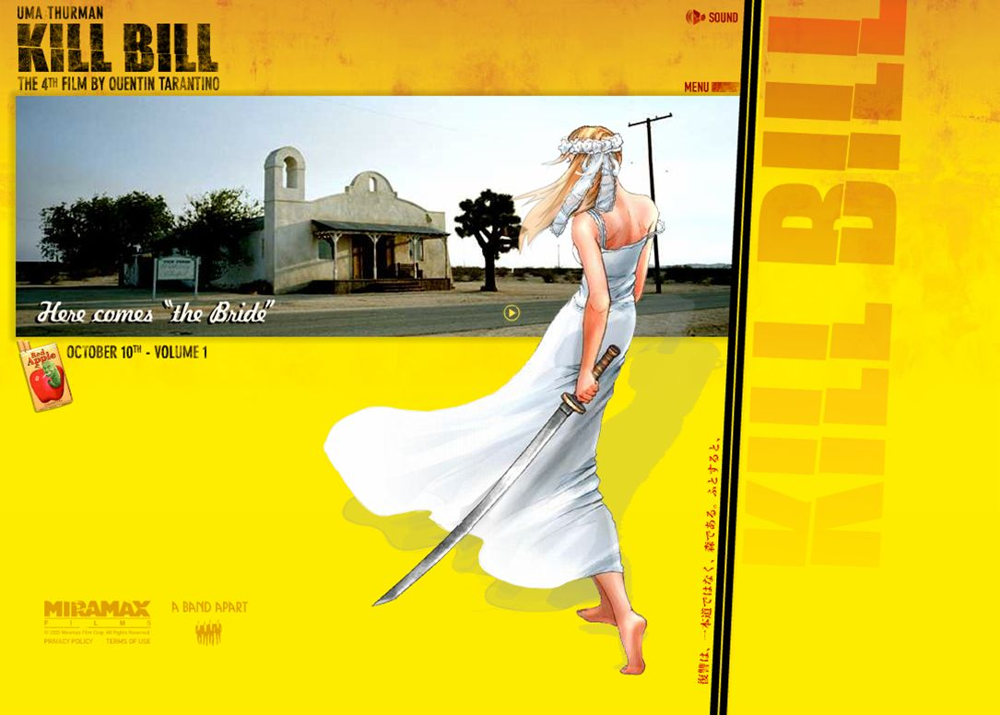 UMA THURMAN
KILL BILL
THE 4TH FILM BY QUENTIN TARANTINO
SOUND
MENU
Here comes "the Bride"
Red Apple
OCTOBER 10TH - VOLUME 1
MIRAMAX
FILMS
© 2003 Miramax Film Corp. All Rights Reserved.
PRIVACY POLICY TERMS OF USE
A BAND APART
復讐は、一本道ではなく、森である。ふとすると、
KILL BILL
KILL BILL